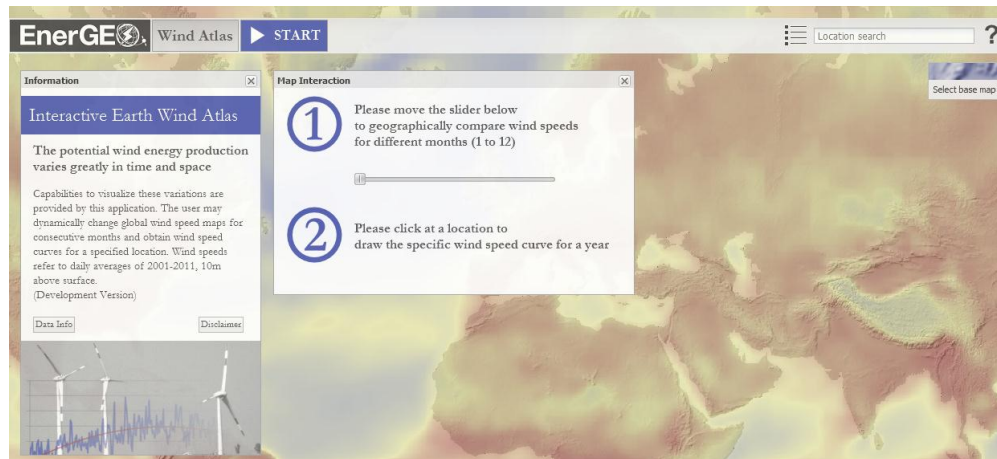 EnerGEO. Wind Atlas START
Location search
?
Select base map
Information
Interactive Earth Wind Atlas
The potential wind energy production
varies greatly in time and space
Capabilities to visualize these variations are
provided by this application. The user may
dynamically change global wind speed maps for
consecutive months and obtain wind speed
curves for a specified location. Wind speeds
refer to daily averages of 2001-2011, 10m
above surface.
(Development Version)
Data Info
Disclaimer
Map Interaction
1
Please move the slider below
to geographically compare wind speeds
for different months (1 to 12)
2
Please click at a location to
draw the specific wind speed curve for a year